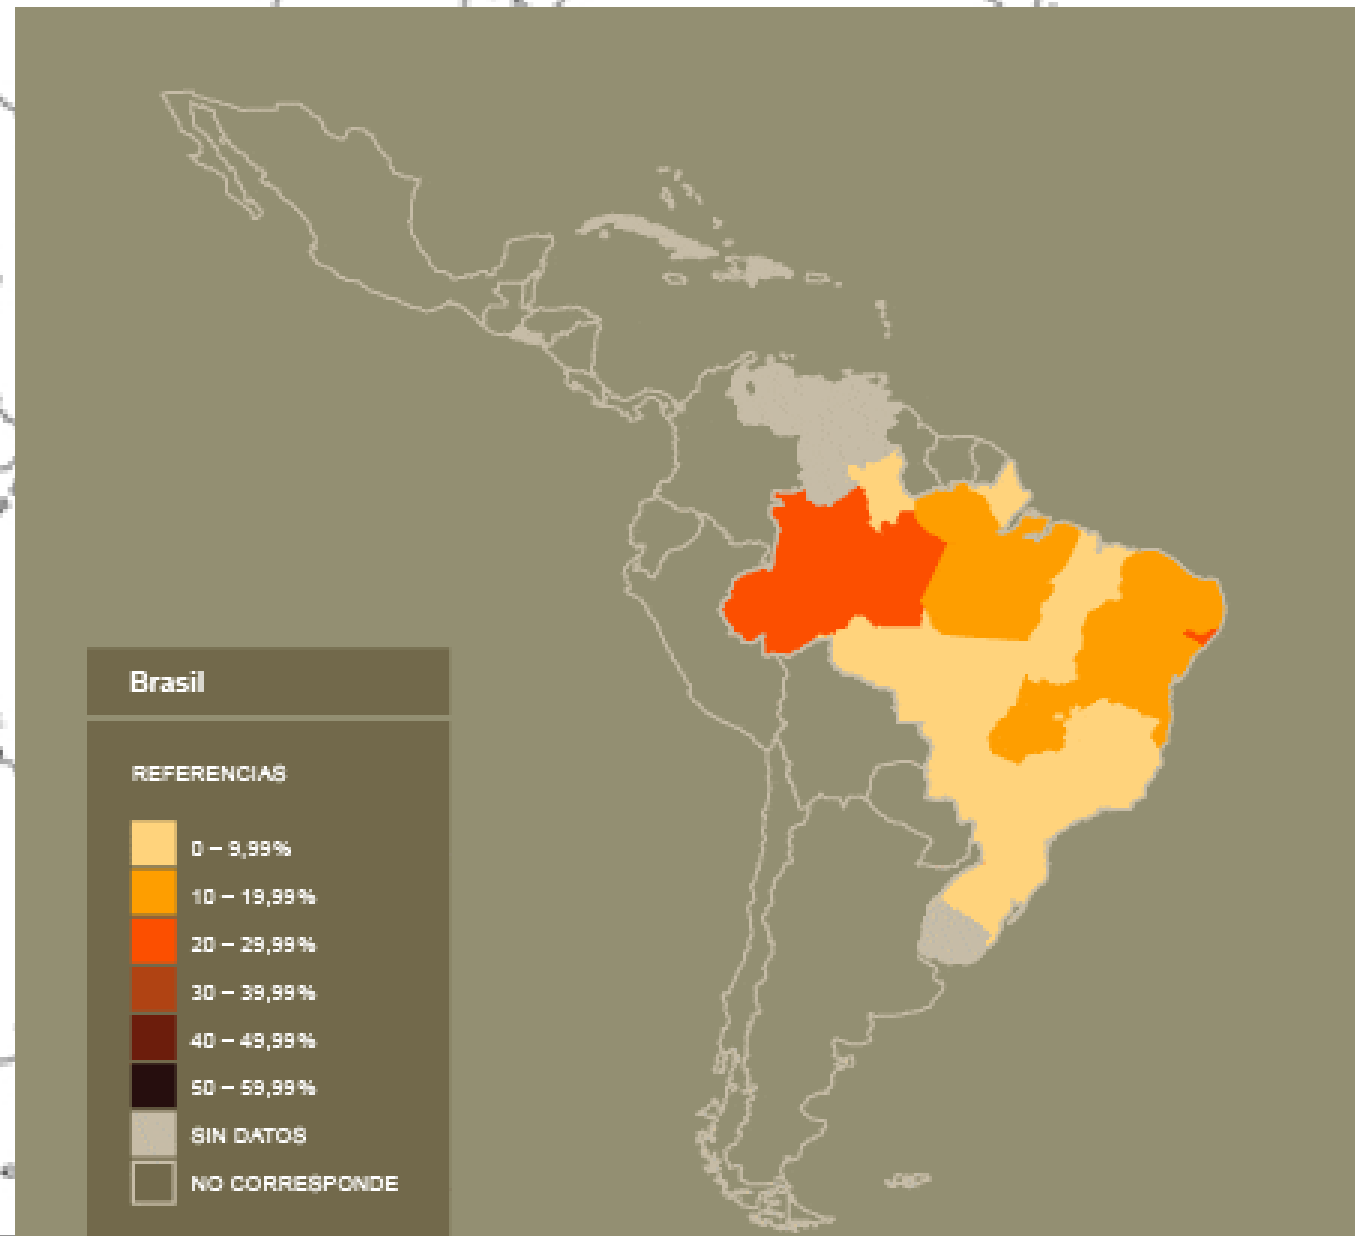 Brasil
REFERENCIAS
0 – 9,99%
10 – 19,99%
20 – 29,99%
30 – 39,99%
40 – 49,99%
50 – 59,99%
SIN DATOS
NO CORRESPONDE